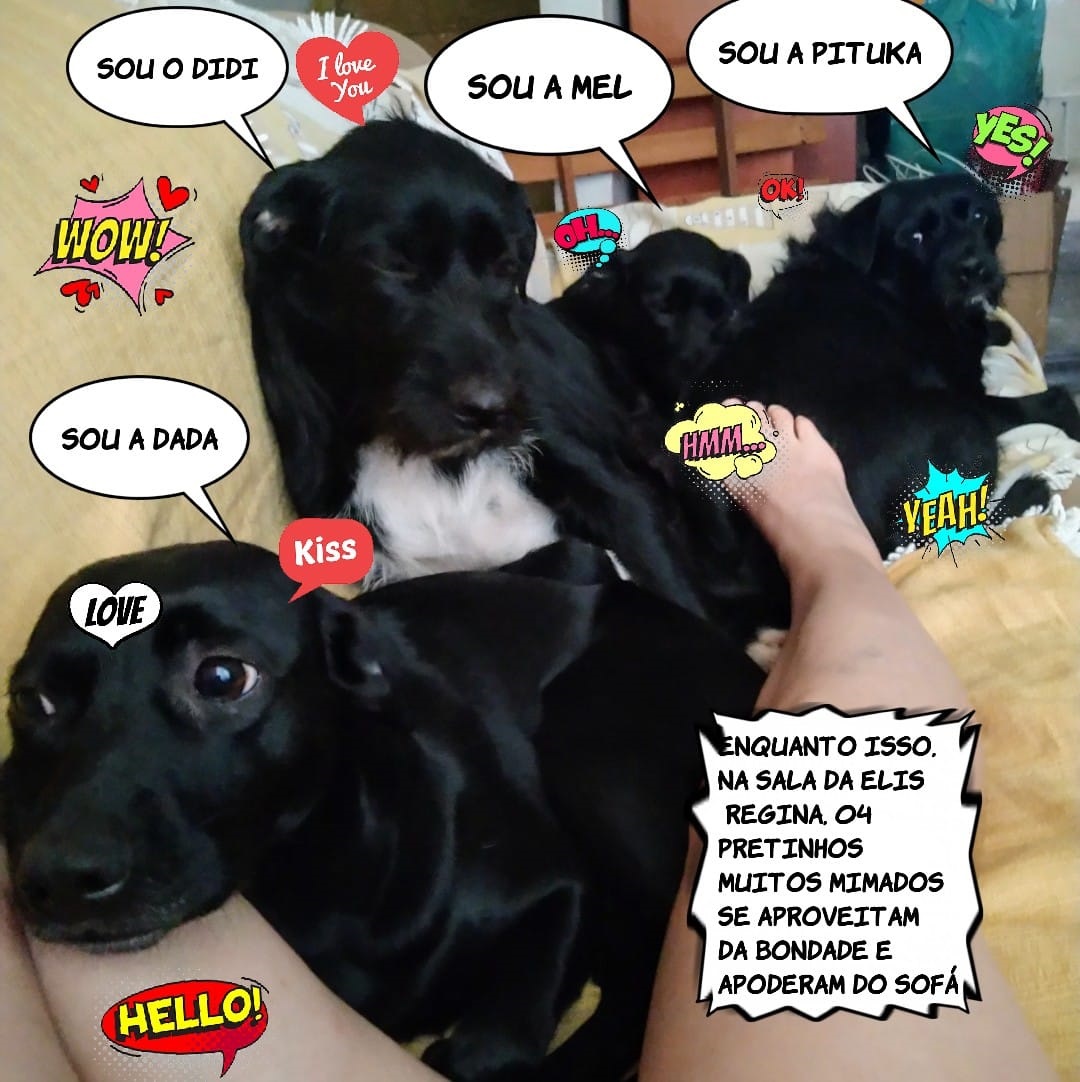 SOU O DIDI
I love
You
SOU A MEL
SOU A PITUKA
YES!
OK!
OH...
WOW!
SOU A DADA
HMM...
YEAH!
Kiss
LOVE
ENQUANTO ISSO,
NA SALA DA ELIS
REGINA, 04
PRETINHOS
MUITOS MIMADOS
SE APROVEITAM
DA BONDADE E
APODERAM DO SOFÁ
HELLO!